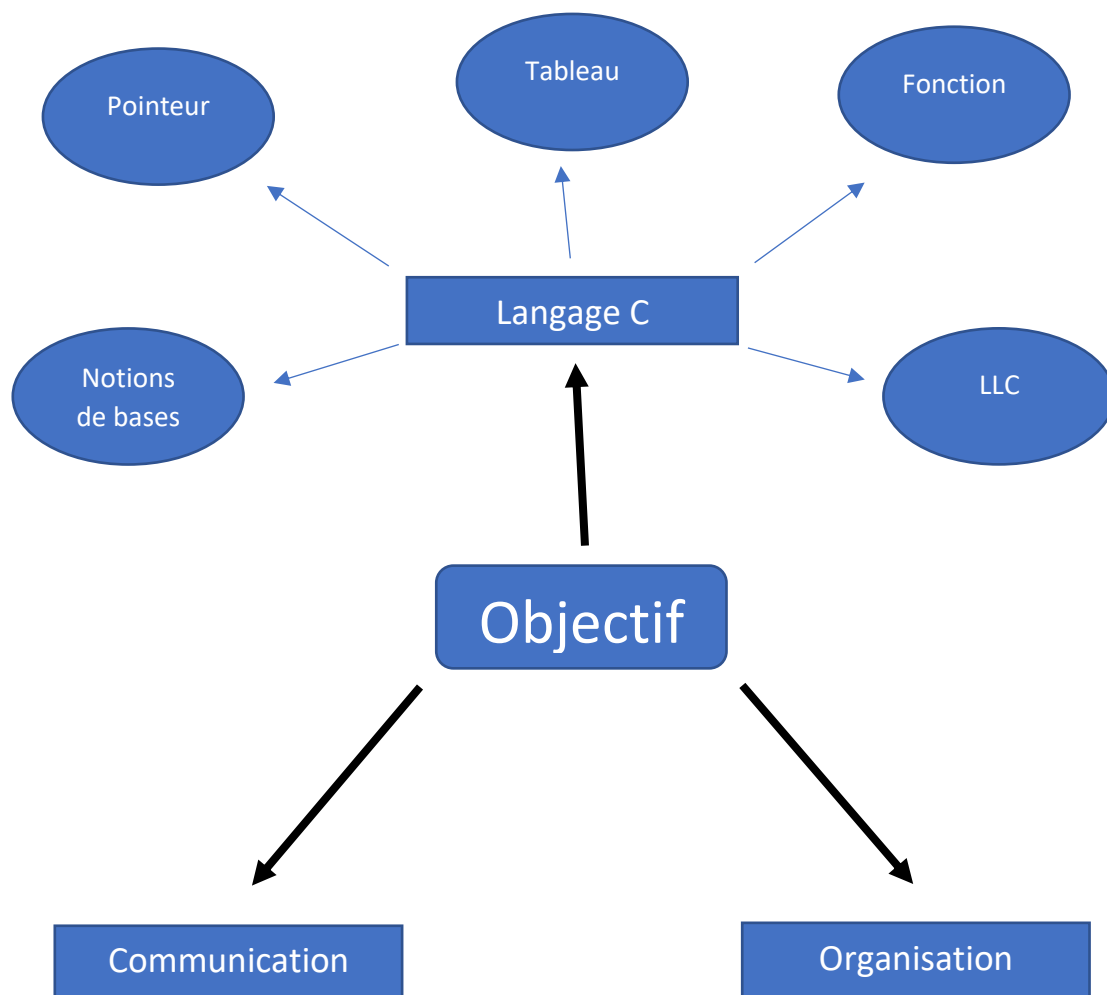 Tableau
Fonction
Pointeur
Langage C
Notions
de bases
LLC
Objectif
Communication
Organisation